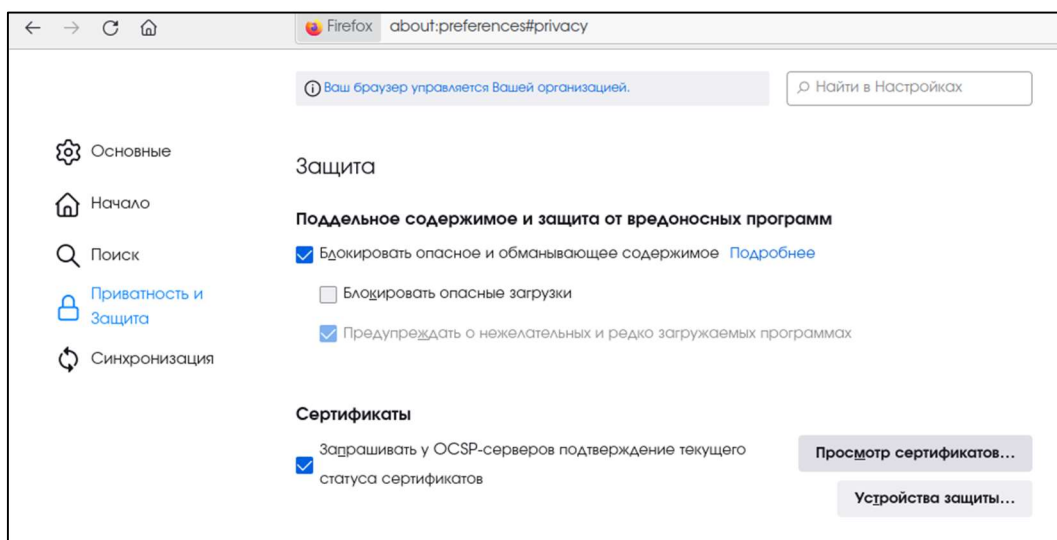 Firefox about:preferences#privacy
Ваш браузер управляется Вашей организацией.
Найти в Настройках
Основные
Начало
Поиск
Приватность и
Защита
Синхронизация
Защита
Поддельное содержимое и защита от вредоносных программ
Блокировать опасное и обманывающее содержимое Подробнее
Блокировать опасные загрузки
Предупреждать о нежелательных и редко загружаемых программах
Сертификаты
Запрашивать у OCSP-серверов подтверждение текущего
статуса сертификатов
Просмотр сертификатов...
Устройства защиты...